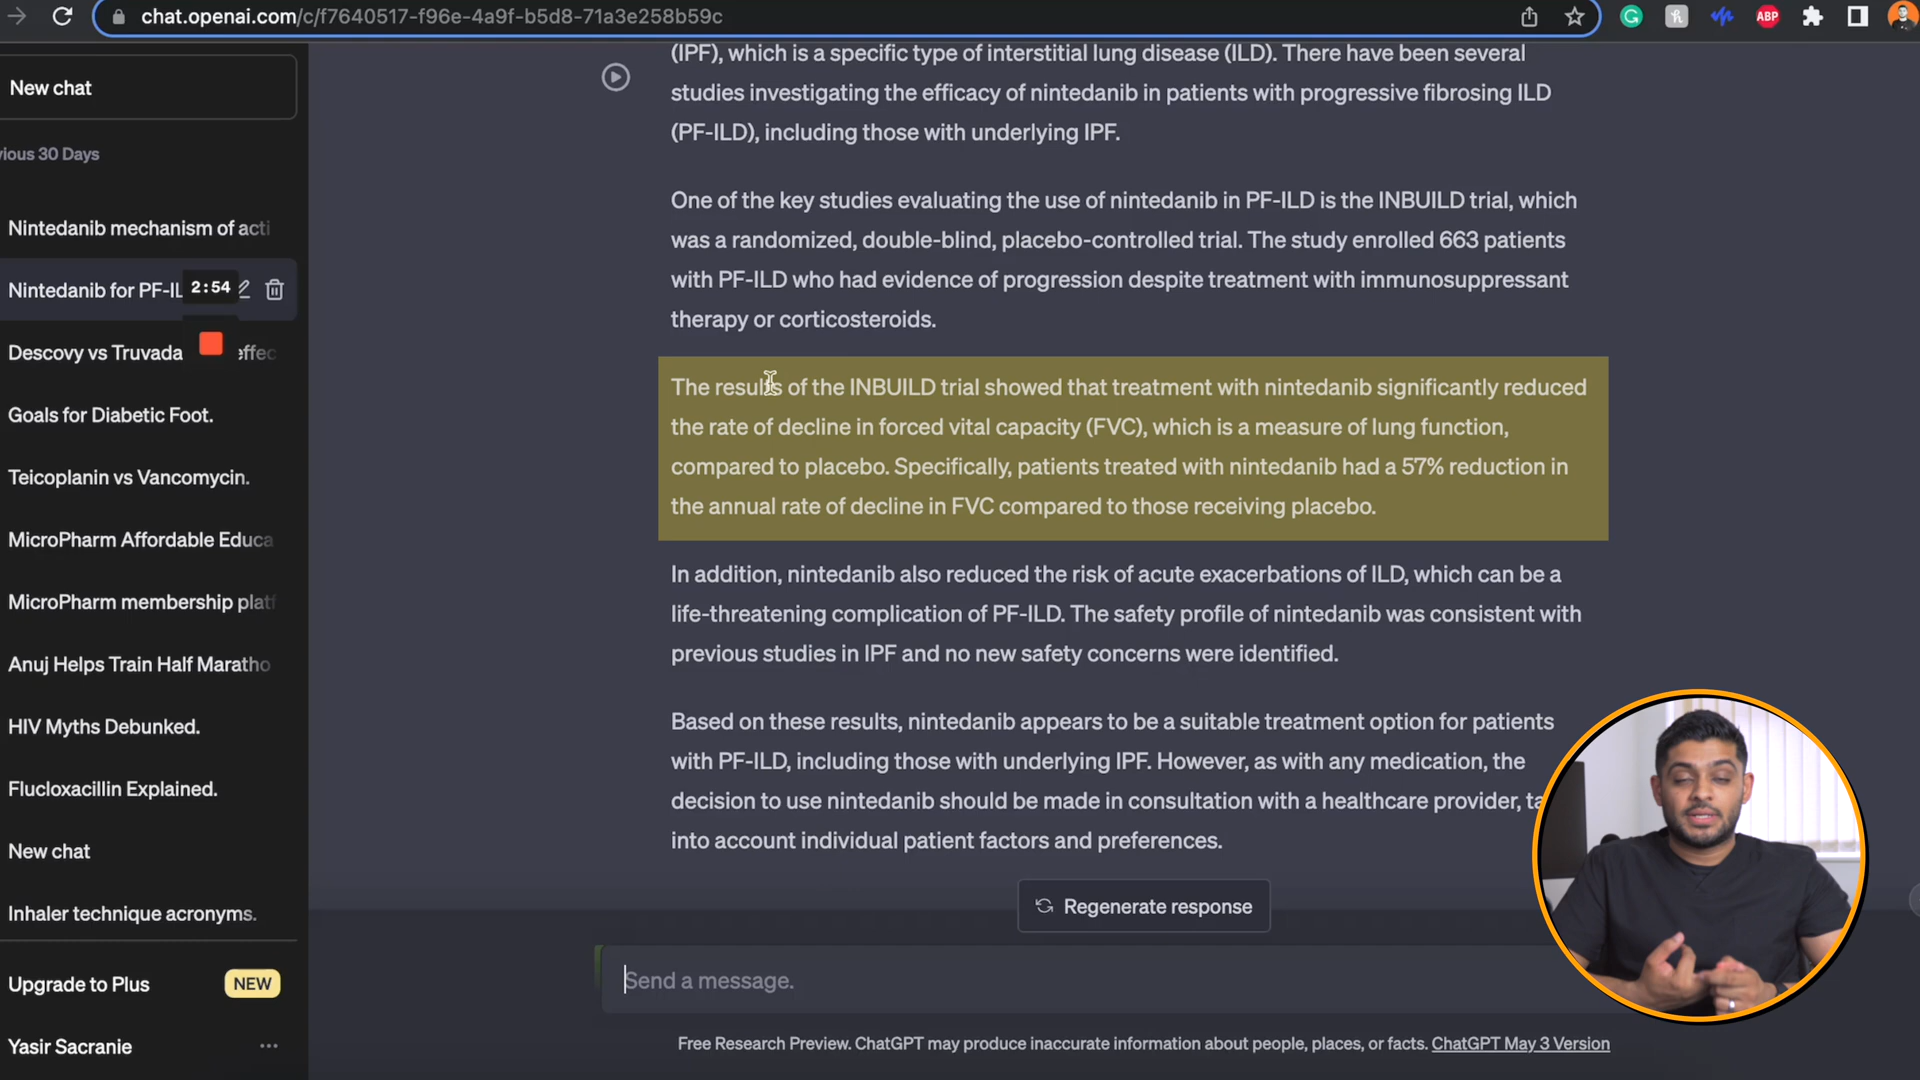 chat.openai.com/c/f7640517-f96e-4a9f-b5d8-71a3e258b59c
ABP
New chat
vious 30 Days
Nintedanib mechanism of acti
Nintedanib for PF-IL
2:54
Descovy vs Truvada
effec
Goals for Diabetic Foot.
Teicoplanin vs Vancomycin.
MicroPharm Affordable Educa
MicroPharm membership platf
Anuj Helps Train Half Maratho
HIV Myths Debunked.
Flucloxacillin Explained.
New chat
Inhaler technique acronyms.
Upgrade to Plus
NEW
Yasir Sacranie
(IPF), which is a specific type of interstitial lung disease (ILD). There have been several
studies investigating the efficacy of nintedanib in patients with progressive fibrosing ILD
(PF-ILD), including those with underlying IPF.
One of the key studies evaluating the use of nintedanib in PF-ILD is the INBUILD trial, which
was a randomized, double-blind, placebo-controlled trial. The study enrolled 663 patients
with PF-ILD who had evidence of progression despite treatment with immunosuppressant
therapy or corticosteroids.
The results of the INBUILD trial showed that treatment with nintedanib significantly reduced
the rate of decline in forced vital capacity (FVC), which is a measure of lung function,
compared to placebo. Specifically, patients treated with nintedanib had a 57% reduction in
the annual rate of decline in FVC compared to those receiving placebo.
In addition, nintedanib also reduced the risk of acute exacerbations of ILD, which can be a
life-threatening complication of PF-ILD. The safety profile of nintedanib was consistent with
previous studies in IPF and no new safety concerns were identified.
Based on these results, nintedanib appears to be a suitable treatment option for patients
with PF-ILD, including those with underlying IPF. However, as with any medication, the
decision to use nintedanib should be made in consultation with a healthcare provider, ta
into account individual patient factors and preferences.
Regenerate response
Send a message.
Free Research Preview. ChatGPT may produce inaccurate information about people, places, or facts. ChatGPT May 3 Version